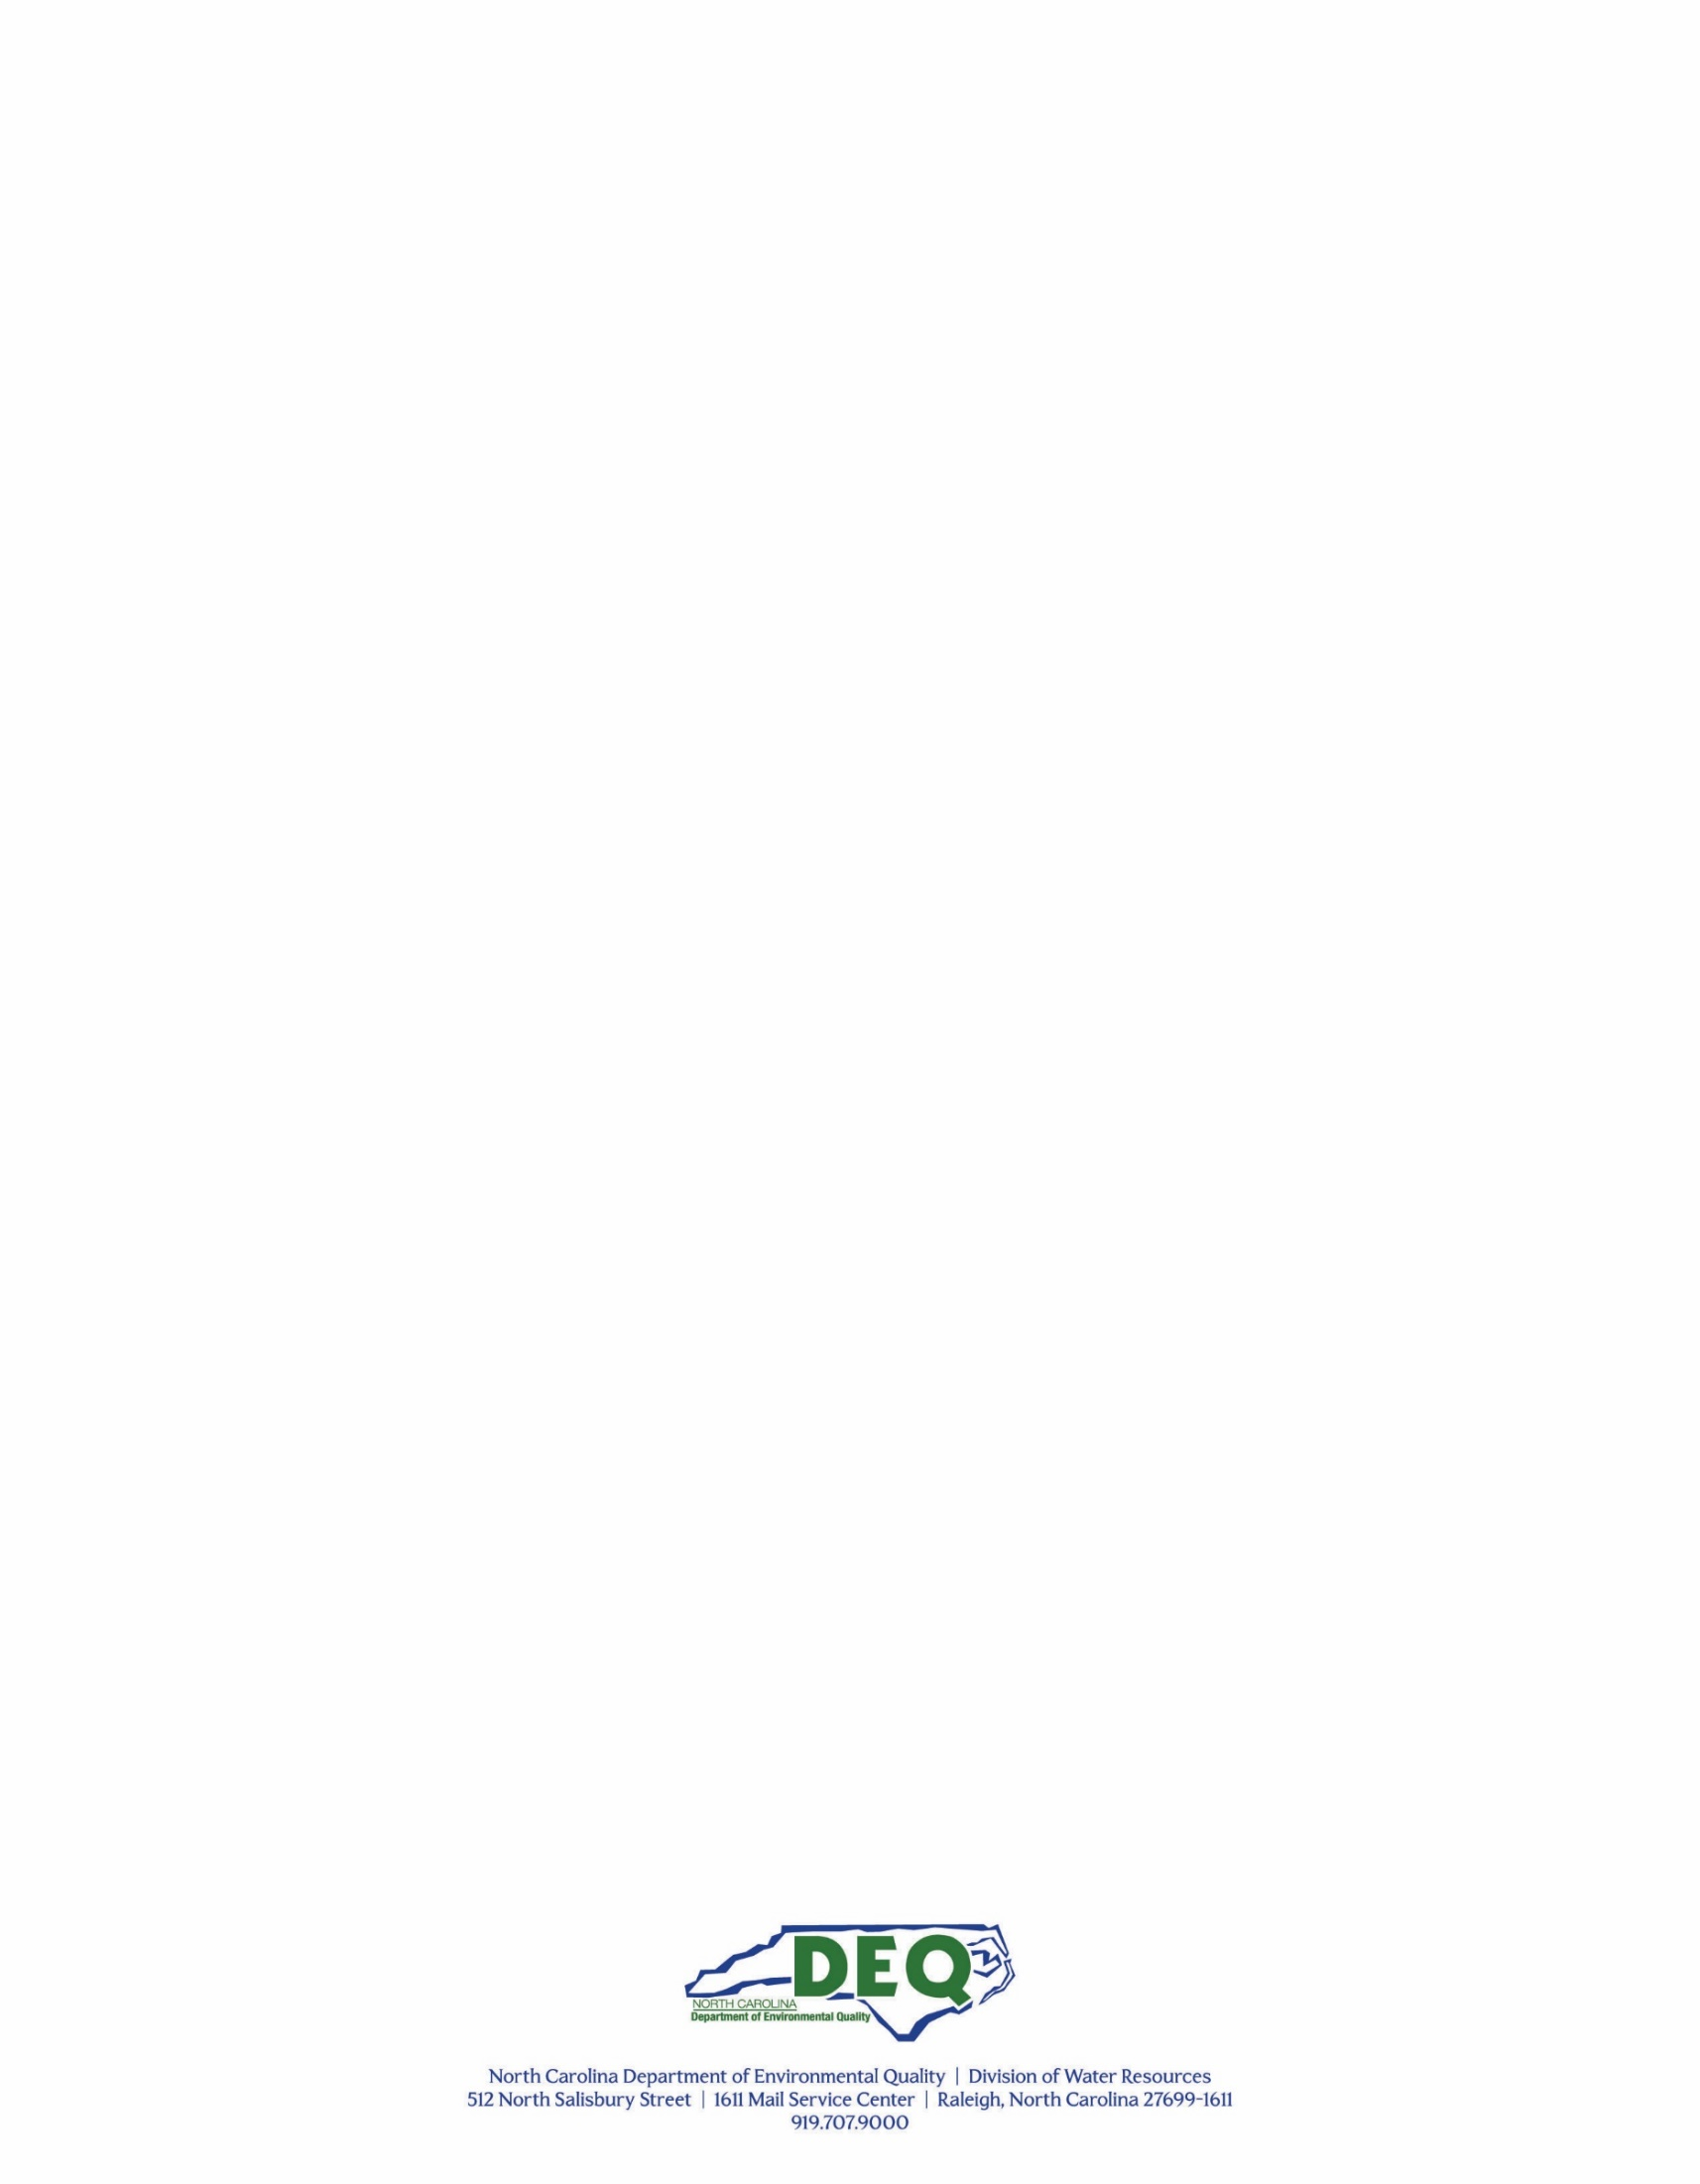 DEQ
NORTH CAROLINA
Department of Environmental Quality
North Carolina Department of Environmental Quality | Division of Water Resources
512 North Salisbury Street | 1611 Mail Service Center | Raleigh, North Carolina 27699-1611
919.707.9000